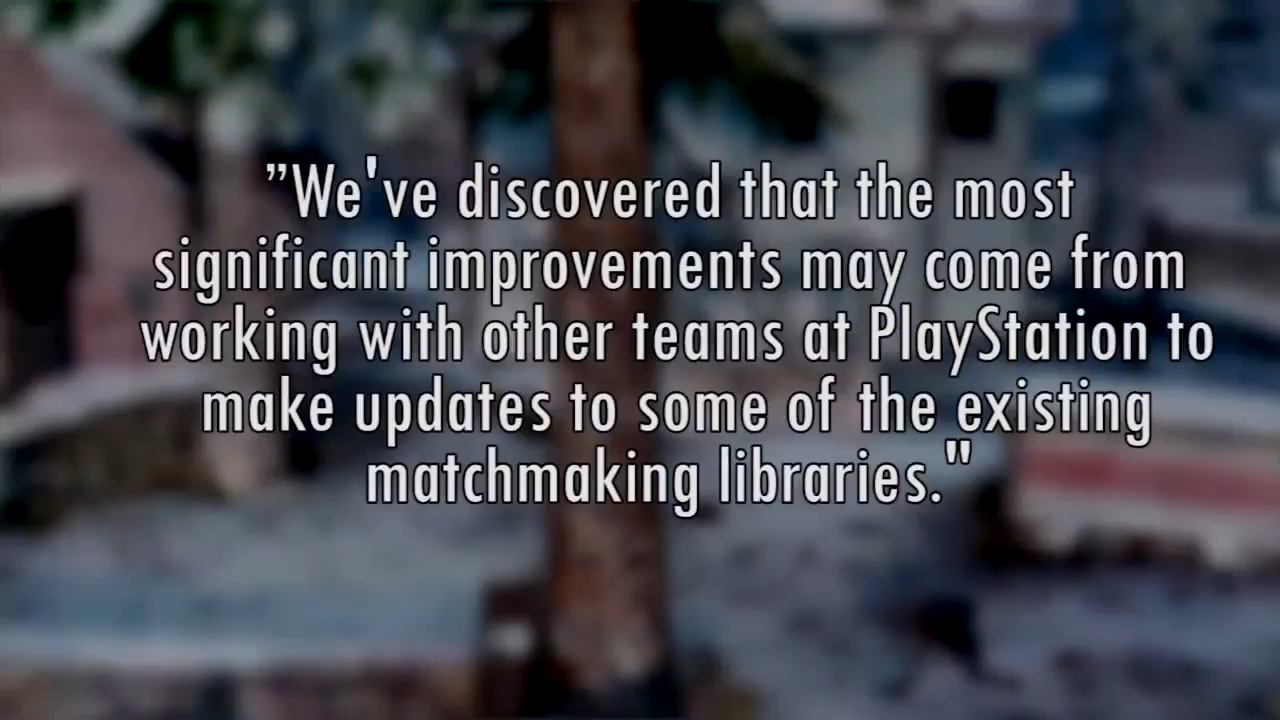 ”We've discovered that the most
significant improvements may come from
working with other teams at PlayStation to
make updates to some of the existing
matchmaking libraries."